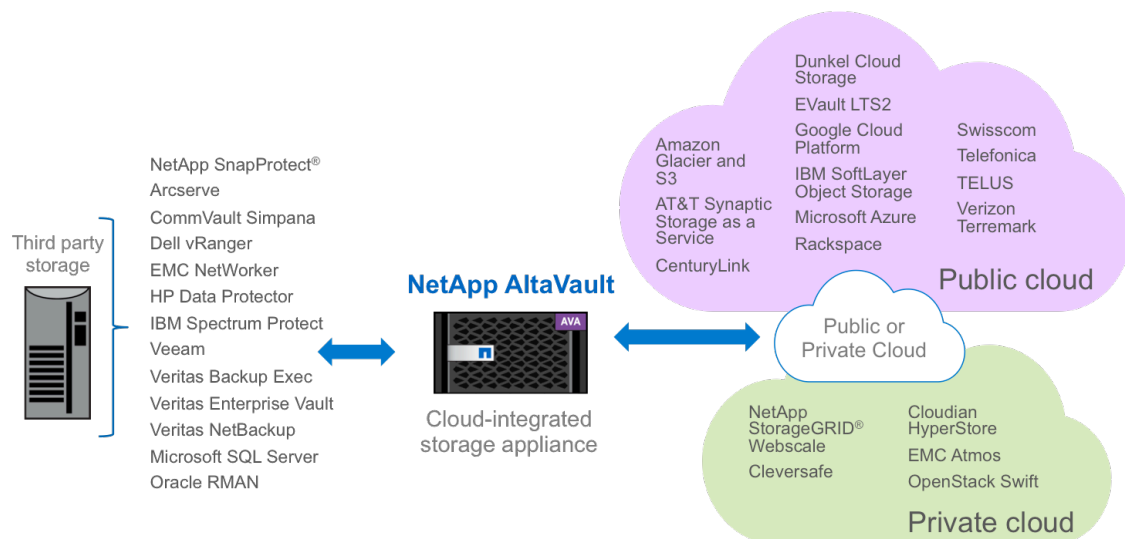 Third party
storage
NetApp SnapProtect®
Arcserve
CommVault Simpana
Dell vRanger
EMC NetWorker
HP Data Protector
IBM Spectrum Protect
Veeam
Veritas Backup Exec
Veritas Enterprise Vault
Veritas NetBackup
Microsoft SQL Server
Oracle RMAN
NetApp AltaVault
AVA
Cloud-integrated
storage appliance
Amazon
Glacier and
S3
AT&T Synaptic
Storage as a
Service
CenturyLink
Dunkel Cloud
Storage
EVault LTS2
Google Cloud
Platform
IBM SoftLayer
Object Storage
Microsoft Azure
Rackspace
Swisscom
Telefonica
TELUS
Verizon
Terremark
Public cloud
Public or
Private Cloud
NetApp
StorageGRID®
Webscale
Cleversafe
Cloudian
HyperStore
EMC Atmos
OpenStack Swift
Private cloud